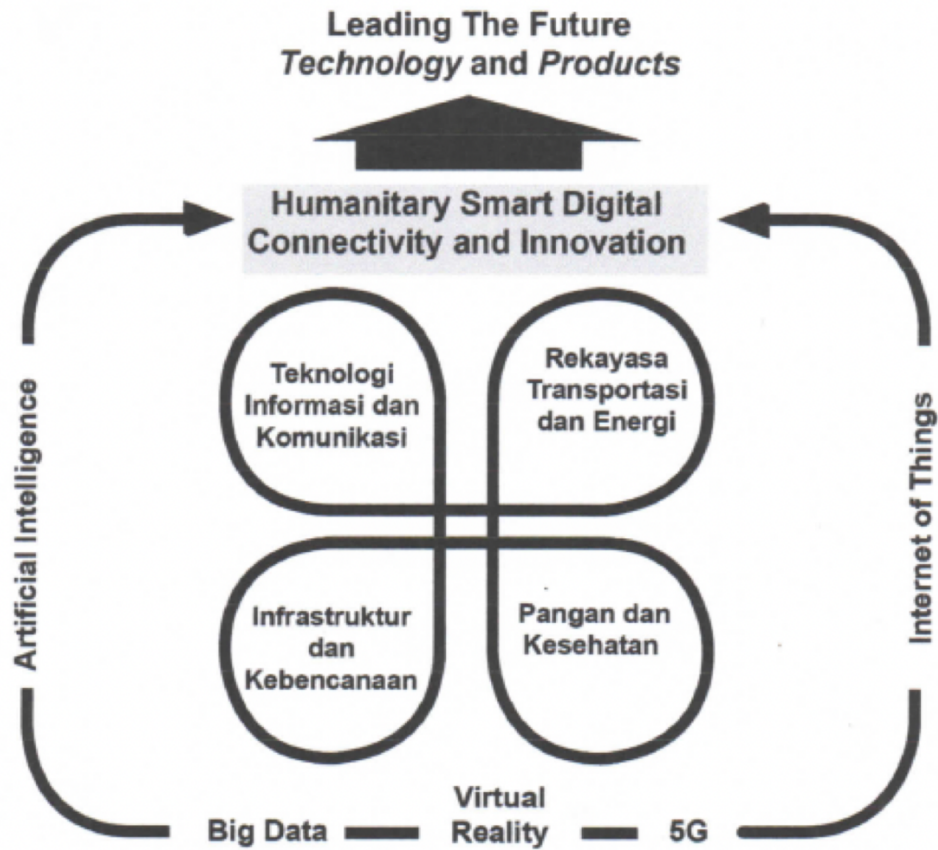 Leading The Future
Technology and Products
Humanitary Smart Digital
Connectivity and Innovation
Teknologi
Informasi dan
Komunikasi
Rekayasa
Transportasi
dan Energi
Infrastruktur
dan
Kebencanaan
Pangan dan
Kesehatan
Artificial Intelligence
Internet of Things
Big Data
Virtual
Reality
5G